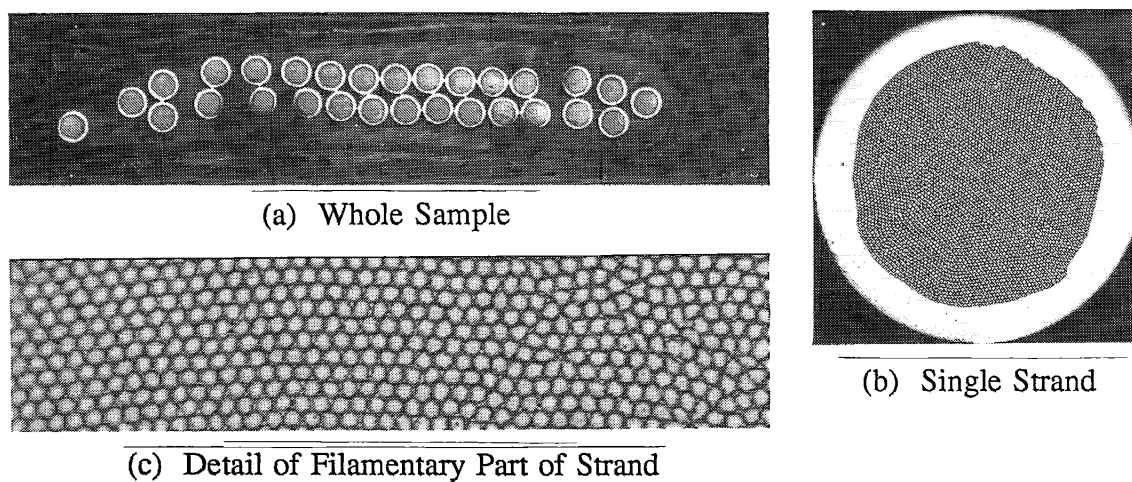 (a) Whole Sample
(b) Single Strand
(c) Detail of Filamentary Part of Strand